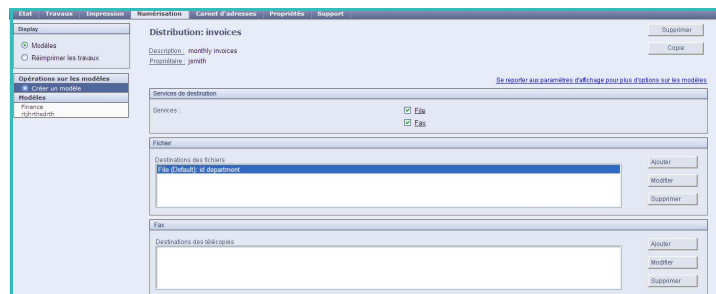 Etat Travaux Impression Numérisation Carnet d'adresses Propriétés Support
Display
Modèles
Réimprimer les travaux
Opérations sur les modèles
Créer un modèle
Modèles
Finance
rtjhrthsdrth
Distribution: invoices
Supprimer
Description : monthly invoices
Copie
Propriétaire : jsmith
Se reporter aux paramètres d'affichage pour plus d'options sur les modèles
Services de destination
Services :
File
Fax
Fichier
Destinations des fichiers
File (Default): id department
Ajouter
Modifier
Supprimer
Fax
Destinations des télécopies
Ajouter
Modifier
Supprimer